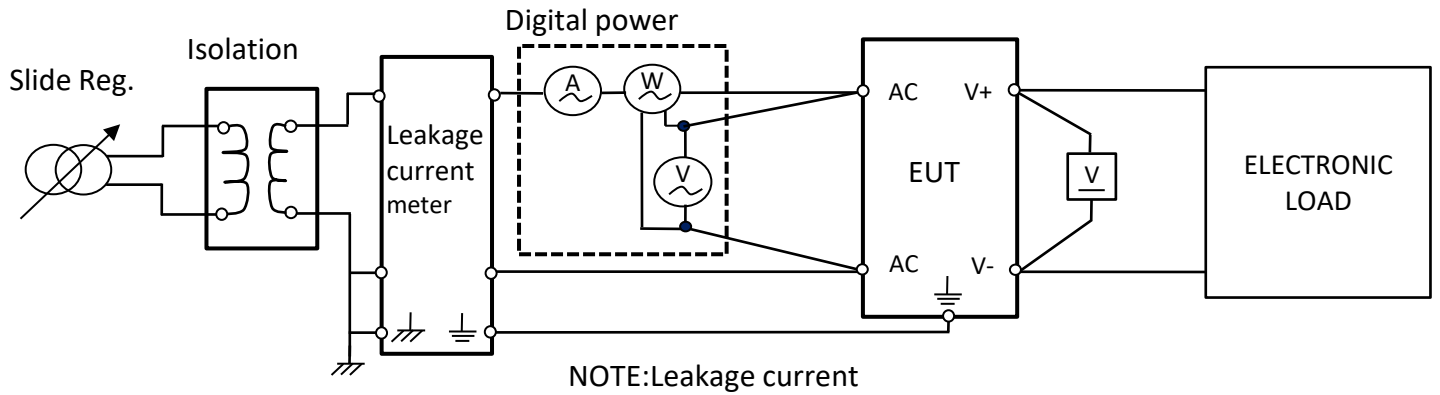 Digital power
Isolation
Slide Reg.
A
W
AC
V+
Leakage
current
meter
V
EUT
V
ELECTRONIC
LOAD
AC
V-
NOTE:Leakage current